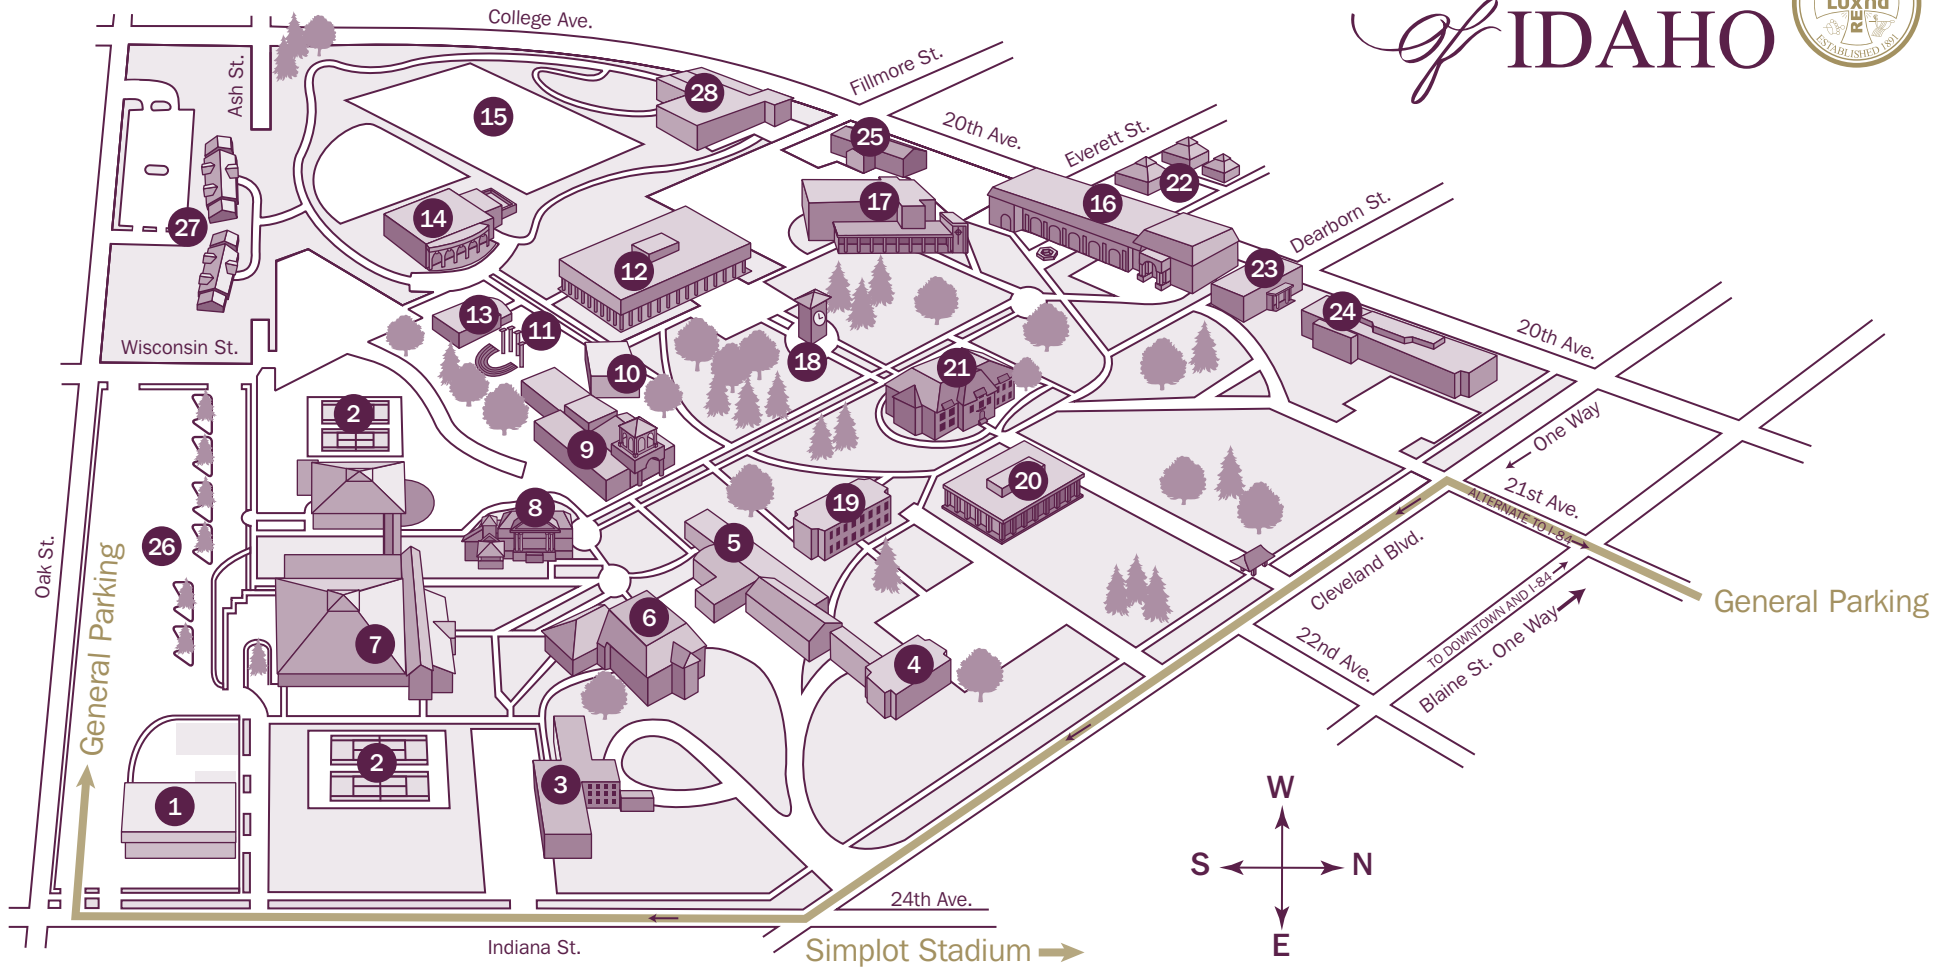 of IDAHO
Luxna
RE
ESTABLISHED 1891
College Ave.
Fillmore St.
Ash St.
28
15
25
20th Ave.
Everett St.
22
17
16
14
27
Dearborn St.
12
23
13
11
24
Wisconsin St.
18
20th Ave.
10
21
2
One Way
9
20
21st Ave.
ALTERNATE TO I-84
19
8
5
26
Oak St.
General Parking
Cleveland Blvd.
TO DOWNTOWN AND I-84
General Parking
Blaine St. One Way
22nd Ave.
6
7
4
2
3
1
W
S
N
E
24th Ave.
Indiana St.
Simplot Stadium